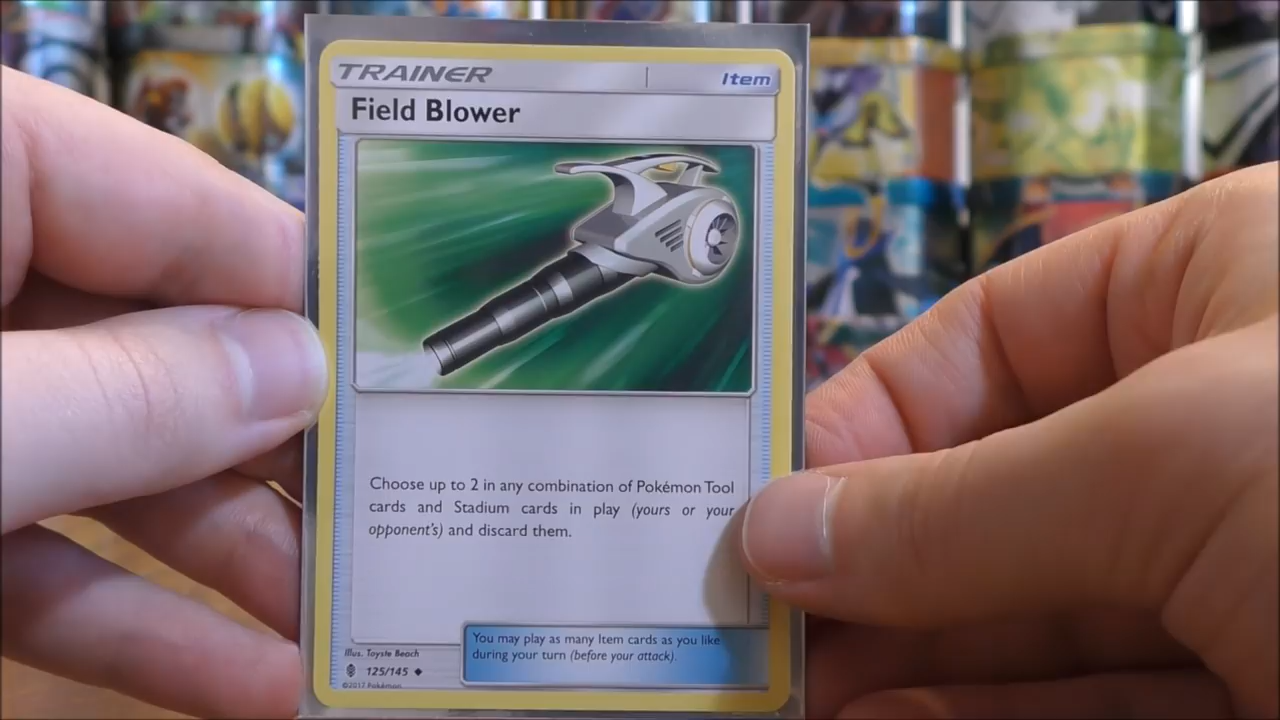 TRAINER Item
Field Blower
Choose up to 2 in any combination of Pokémon Tool
cards and Stadium cards in play (yours or your
opponent's) and discard them.
You may play as many Item cards as you like
during your turn (before your attack).
Illus. Toyste Beach
125/145
©2017 Pokémon